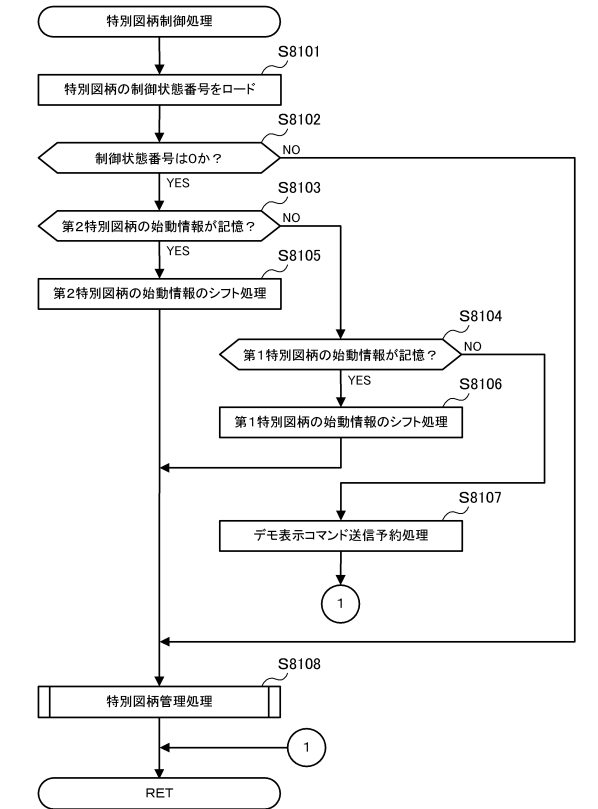 特別図柄制御処理
S8101
特別図柄の制御状態番号をロード
S8102
制御状態番号は0か？
NO
YES
S8103
第2特別図柄の始動情報が記憶？
NO
YES
S8105
第2特別図柄の始動情報のシフト処理
S8104
第1特別図柄の始動情報が記憶？
NO
YES
S8106
第1特別図柄の始動情報のシフト処理
S8107
デモ表示コマンド送信予約処理
1
S8108
特別図柄管理処理
1
RET